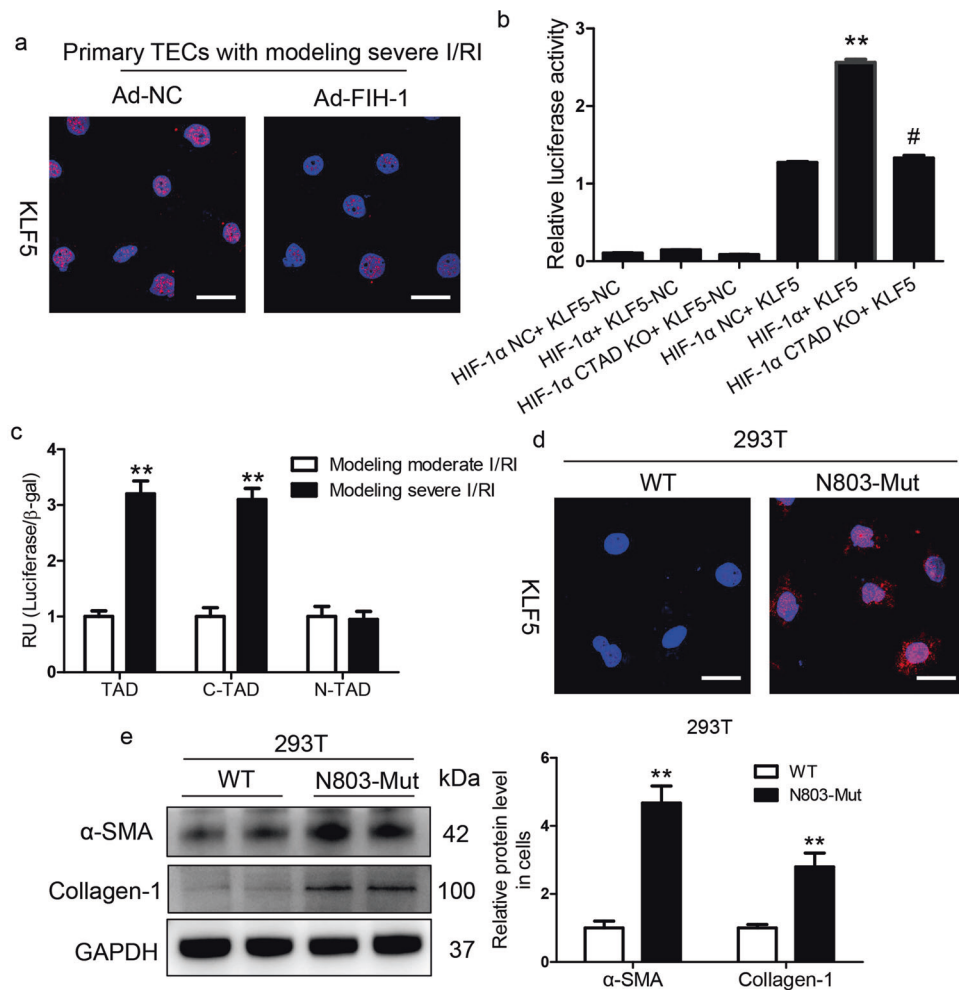 a
Primary TECs with modeling severe I/RI
Ad-NC
Ad-FIH-1
KLF5
b
Relative luciferase activity
3
2
1
0
**
#
HIF-1α NC+ KLF5-NC
HIF-1α+ KLF5-NC
HIF-1α CTAD KO+ KLF5-NC
HIF-1α NC+ KLF5
HIF-1α+ KLF5
HIF-1α CTAD KO+ KLF5
c
RU (Luciferase/β-gal)
4
3
2
1
0
**
**
Modeling moderate I/RI
Modeling severe I/RI
TAD
C-TAD
N-TAD
d
293T
WT
N803-Mut
KLF5
e
293T
WT
N803-Mut
kDa
α-SMA
42
Collagen-1
100
GAPDH
37
293T
Relative protein level
in cells
6
4
2
0
**
**
WT
N803-Mut
α-SMA
Collagen-1